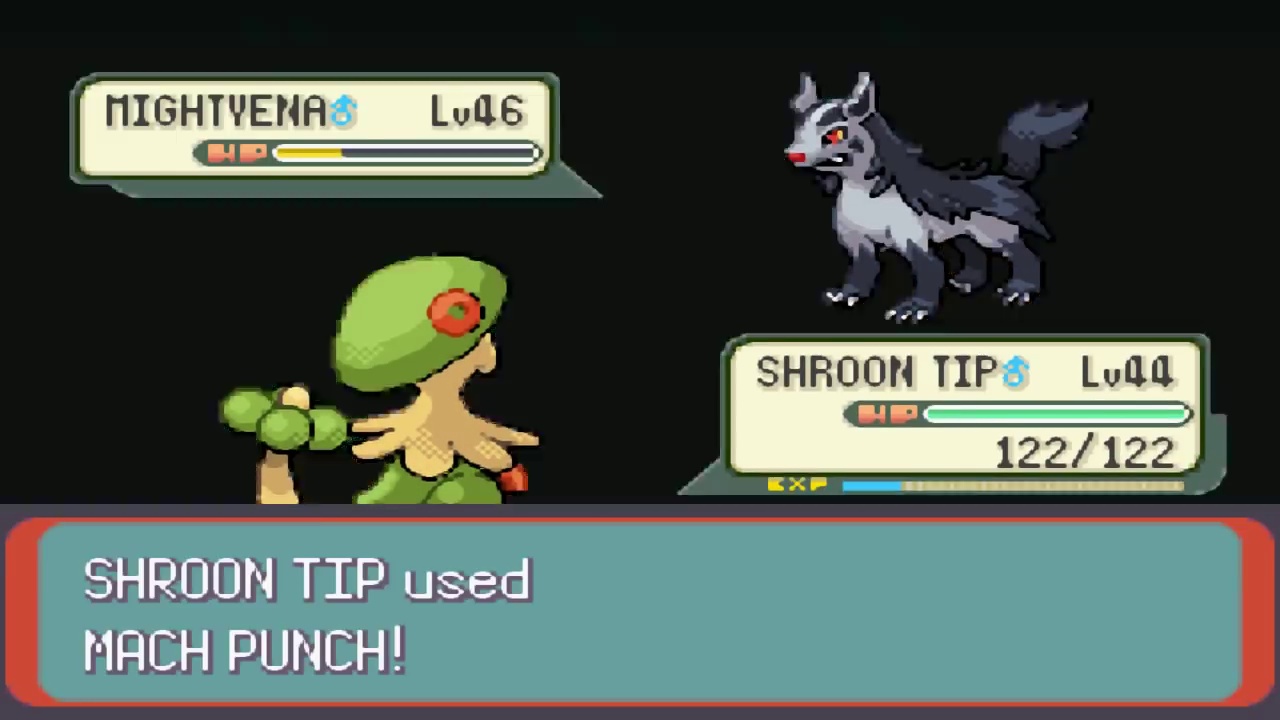 MIGHTYENA♂ Lv46
HP
SHROON TIP♂ Lv44
HP
122/122
EXP
SHROON TIP used
MACH PUNCH!